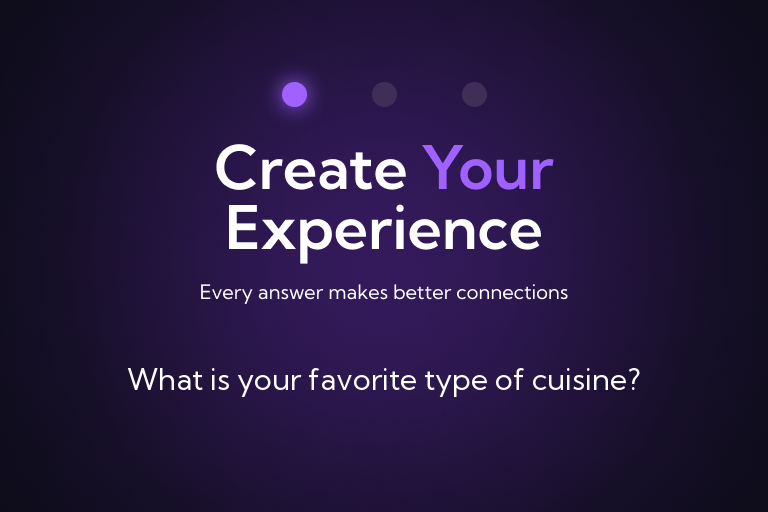 Create Your
Experience
Every answer makes better connections
What is your favorite type of cuisine?